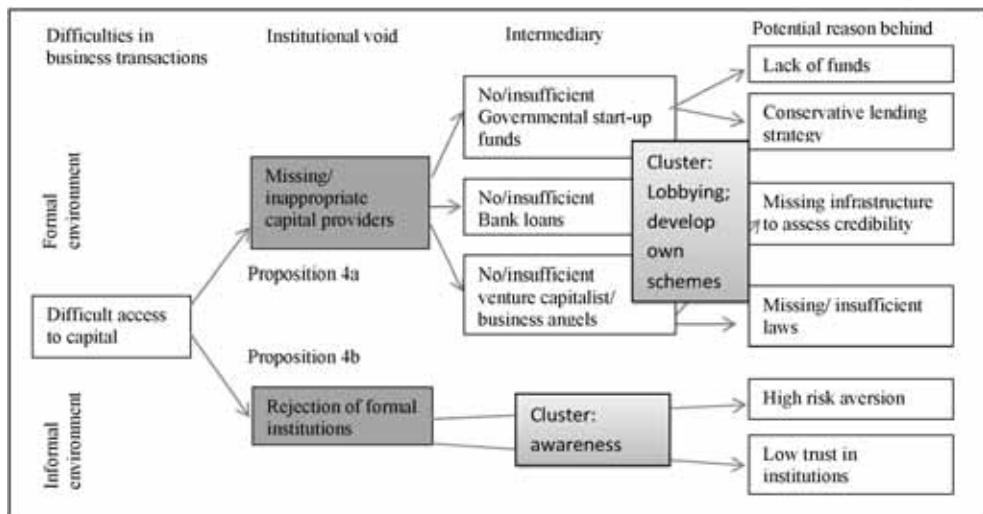 Difficulties in
business transactions
Institutional void
Intermediary
Potential reason behind
Formal
environment
Informal
environment
Difficult access
to capital
Missing/
inappropriate
capital providers
Proposition 4a
Proposition 4b
Rejection of formal
institutions
No/insufficient
Governmental start-up
funds
No/insufficient
Bank loans
No/insufficient
venture capitalist/
business angels
Cluster:
Lobbying;
develop
own
schemes
Cluster:
awareness
Lack of funds
Conservative lending
strategy
Missing infrastructure
to assess credibility
Missing/ insufficient
laws
High risk aversion
Low trust in
institutions